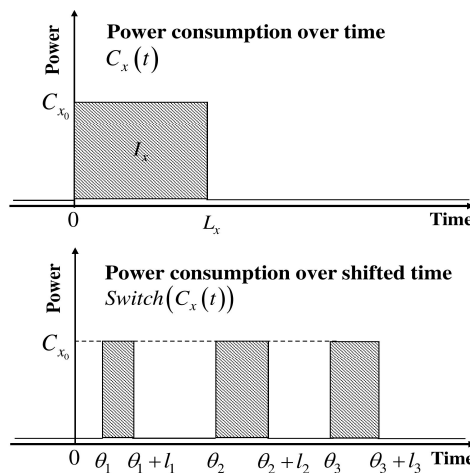 Power consumption over time
C_x(t)
Power
C_{x_0}
I_x
0
L_x
Time
Power consumption over shifted time
Switch(C_x(t))
Power
C_{x_0}
0
θ_1
θ_1+l_1
θ_2
θ_2+l_2
θ_3
θ_3+l_3
Time